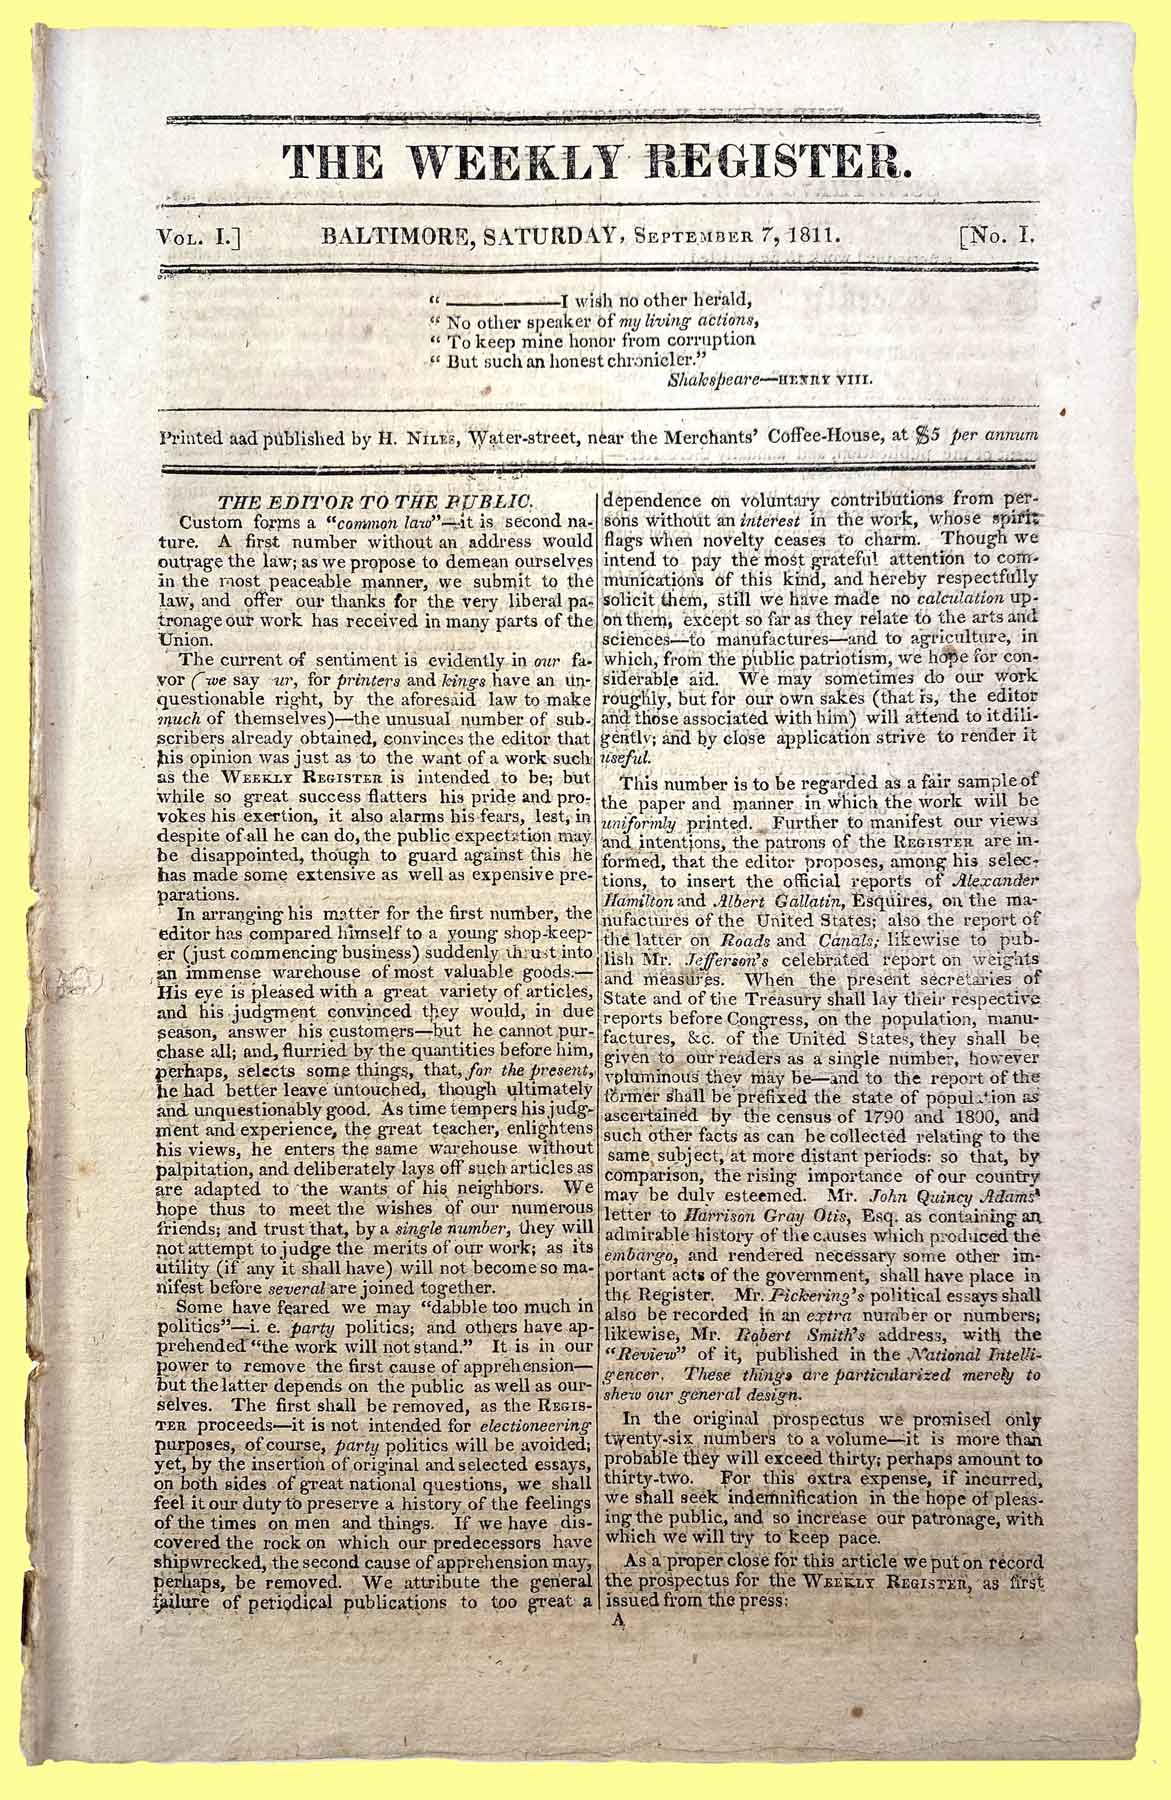 THE WEEKLY REGISTER.
VOL. I.] BALTIMORE, SATURDAY, SEPTEMBER 7, 1811. [NO. I.
“ ——————I wish no other herald,
“ No other speaker of my living actions,
“ To keep mine honor from corruption
“ But such an honest chronicler.”
Shakspeare—HENRY VIII.
Printed aad published by H. NILES, Water-street, near the Merchants’ Coffee-House, at $5 per annum
THE EDITOR TO THE PUBLIC.
Custom forms a “common law”—it is second na-
ture. A first number without an address would
outrage the law; as we propose to demean ourselves
in the most peaceable manner, we submit to the
law, and offer our thanks for the very liberal pa-
tronage our work has received in many parts of the
Union.
The current of sentiment is evidently in our fa-
vor (we say ur, for printers and kings have an un-
questionable right, by the aforesaid law to make
much of themselves)—the unusual number of sub-
scribers already obtained, convinces the editor that
his opinion was just as to the want of a work such
as the WEEKLY REGISTER is intended to be; but
while so great success flatters his pride and pro-
vokes his exertion, it also alarms his fears, lest, in
despite of all he can do, the public expectation may
be disappointed, though to guard against this he
has made some extensive as well as expensive pre-
parations.
In arranging his matter for the first number, the
editor has compared himself to a young shop-keep-
er (just commencing business) suddenly thrust into
an immense warehouse of most valuable goods.—
His eye is pleased with a great variety of articles,
and his judgment convinced they would, in due
season, answer his customers—but he cannot pur-
chase all; and, flurried by the quantities before him,
perhaps, selects some things, that, for the present,
he had better leave untouched, though ultimately
and unquestionably good. As time tempers his judg-
ment and experience, the great teacher, enlightens
his views, he enters the same warehouse without
palpitation, and deliberately lays off such articles as
are adapted to the wants of his neighbors. We
hope thus to meet the wishes of our numerous
friends; and trust that, by a single number, they will
not attempt to judge the merits of our work; as its
utility (if any it shall have) will not become so ma-
nifest before several are joined together.
Some have feared we may “dabble too much in
politics”—i. e. party politics; and others have ap-
prehended “the work will not stand.” It is in our
power to remove the first cause of apprehension—
but the latter depends on the public as well as our-
selves. The first shall be removed, as the REGIS-
TER proceeds—it is not intended for electioneering
purposes, of course, party politics will be avoided;
yet, by the insertion of original and selected essays,
on both sides of great national questions, we shall
feel it our duty to preserve a history of the feelings
of the times on men and things. If we have dis-
covered the rock on which our predecessors have
shipwrecked, the second cause of apprehension may,
perhaps, be removed. We attribute the general
failure of periodical publications to too great a
dependence on voluntary contributions from per-
sons without an interest in the work, whose spirit
flags when novelty ceases to charm. Though we
intend to pay the most grateful attention to com-
munications of this kind, and hereby respectfully
solicit them, still we have made no calculation up-
on them, except so far as they relate to the arts and
sciences—to manufactures—and to agriculture, in
which, from the public patriotism, we hope for con-
siderable aid. We may sometimes do our work
roughly, but for our own sakes (that is, the editor
and those associated with him) will attend to it dili-
gently; and by close application strive to render it
useful.
This number is to be regarded as a fair sample of
the paper and manner in which the work will be
uniformly printed. Further to manifest our views
and intentions, the patrons of the REGISTER are in-
formed, that the editor proposes, among his selec-
tions, to insert the official reports of Alexander
Hamilton and Albert Gallatin, Esquires, on the ma-
nufactures of the United States; also the report of
the latter on Roads and Canals; likewise to pub-
lish Mr. Jefferson’s celebrated report on weights
and measures. When the present secretaries of
State and of the Treasury shall lay their respective
reports before Congress, on the population, manu-
factures, &c. of the United States, they shall be
given to our readers as a single number, however
voluminous they may be—and to the report of the
former shall be prefixed the state of population as
ascertained by the census of 1790 and 1800, and
such other facts as can be collected relating to the
same subject, at more distant periods: so that, by
comparison, the rising importance of our country
may be duly esteemed. Mr. John Quincy Adams’
letter to Harrison Gray Otis, Esq. as containing an
admirable history of the causes which produced the
embargo, and rendered necessary some other im-
portant acts of the government, shall have place in
the Register. Mr. Pickering’s political essays shall
also be recorded in an extra number or numbers;
likewise, Mr. Robert Smith’s address, with the
“Review” of it, published in the National Intelli-
gencer. These things are particularized merely to
shew our general design.
In the original prospectus we promised only
twenty-six numbers to a volume—it is more than
probable they will exceed thirty; perhaps amount to
thirty-two. For this extra expense, if incurred,
we shall seek indemnification in the hope of pleas-
ing the public, and so increase our patronage, with
which we will try to keep pace.
As a proper close for this article we put on record
the prospectus for the WEEKLY REGISTER, as first
issued from the press:
A